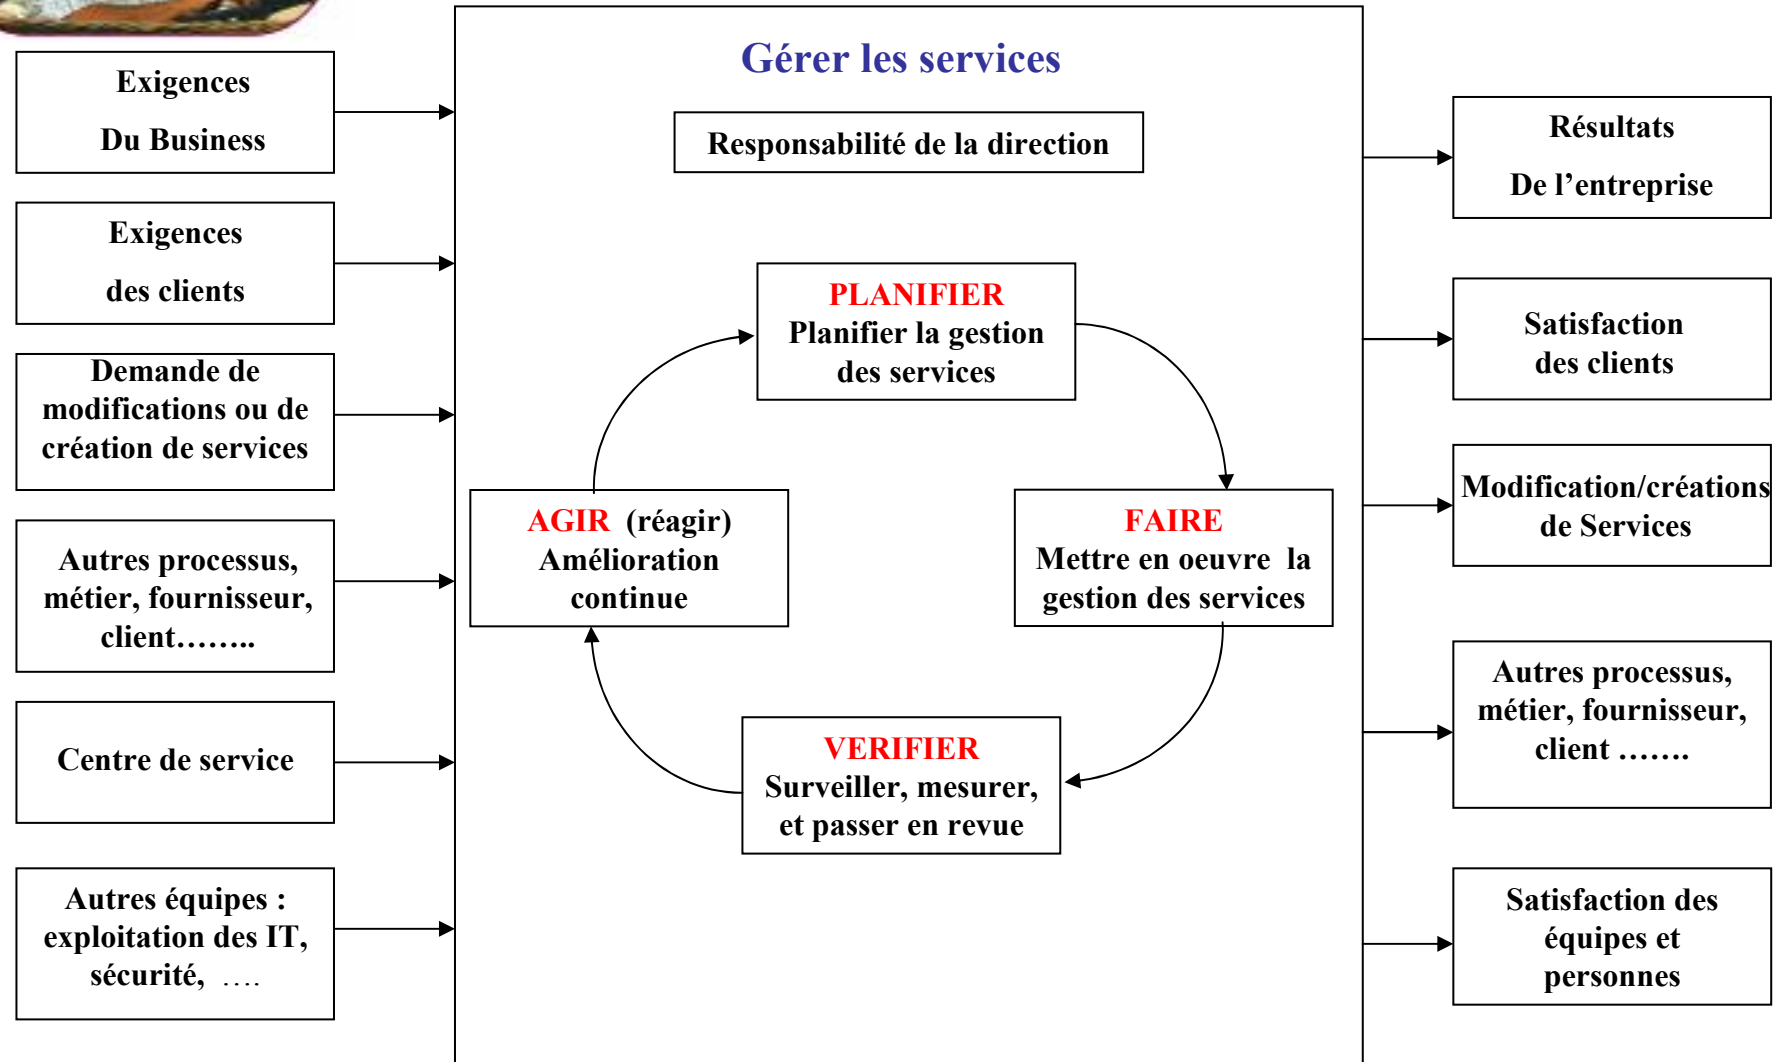 Gérer les services
Responsabilité de la direction
Exigences
Du Business
Exigences
des clients
Demande de
modifications ou de
création de services
Autres processus,
métier, fournisseur,
client……..
Centre de service
Autres équipes :
exploitation des IT,
sécurité,  ….
PLANIFIER
Planifier la gestion
des services
FAIRE
Mettre en oeuvre  la
gestion des services
VERIFIER
Surveiller, mesurer,
et passer en revue
AGIR  (réagir)
Amélioration
continue
Résultats
De l’entreprise
Satisfaction
des clients
Modification/créations
de Services
Autres processus,
métier, fournisseur,
client …….
Satisfaction des
équipes et
personnes